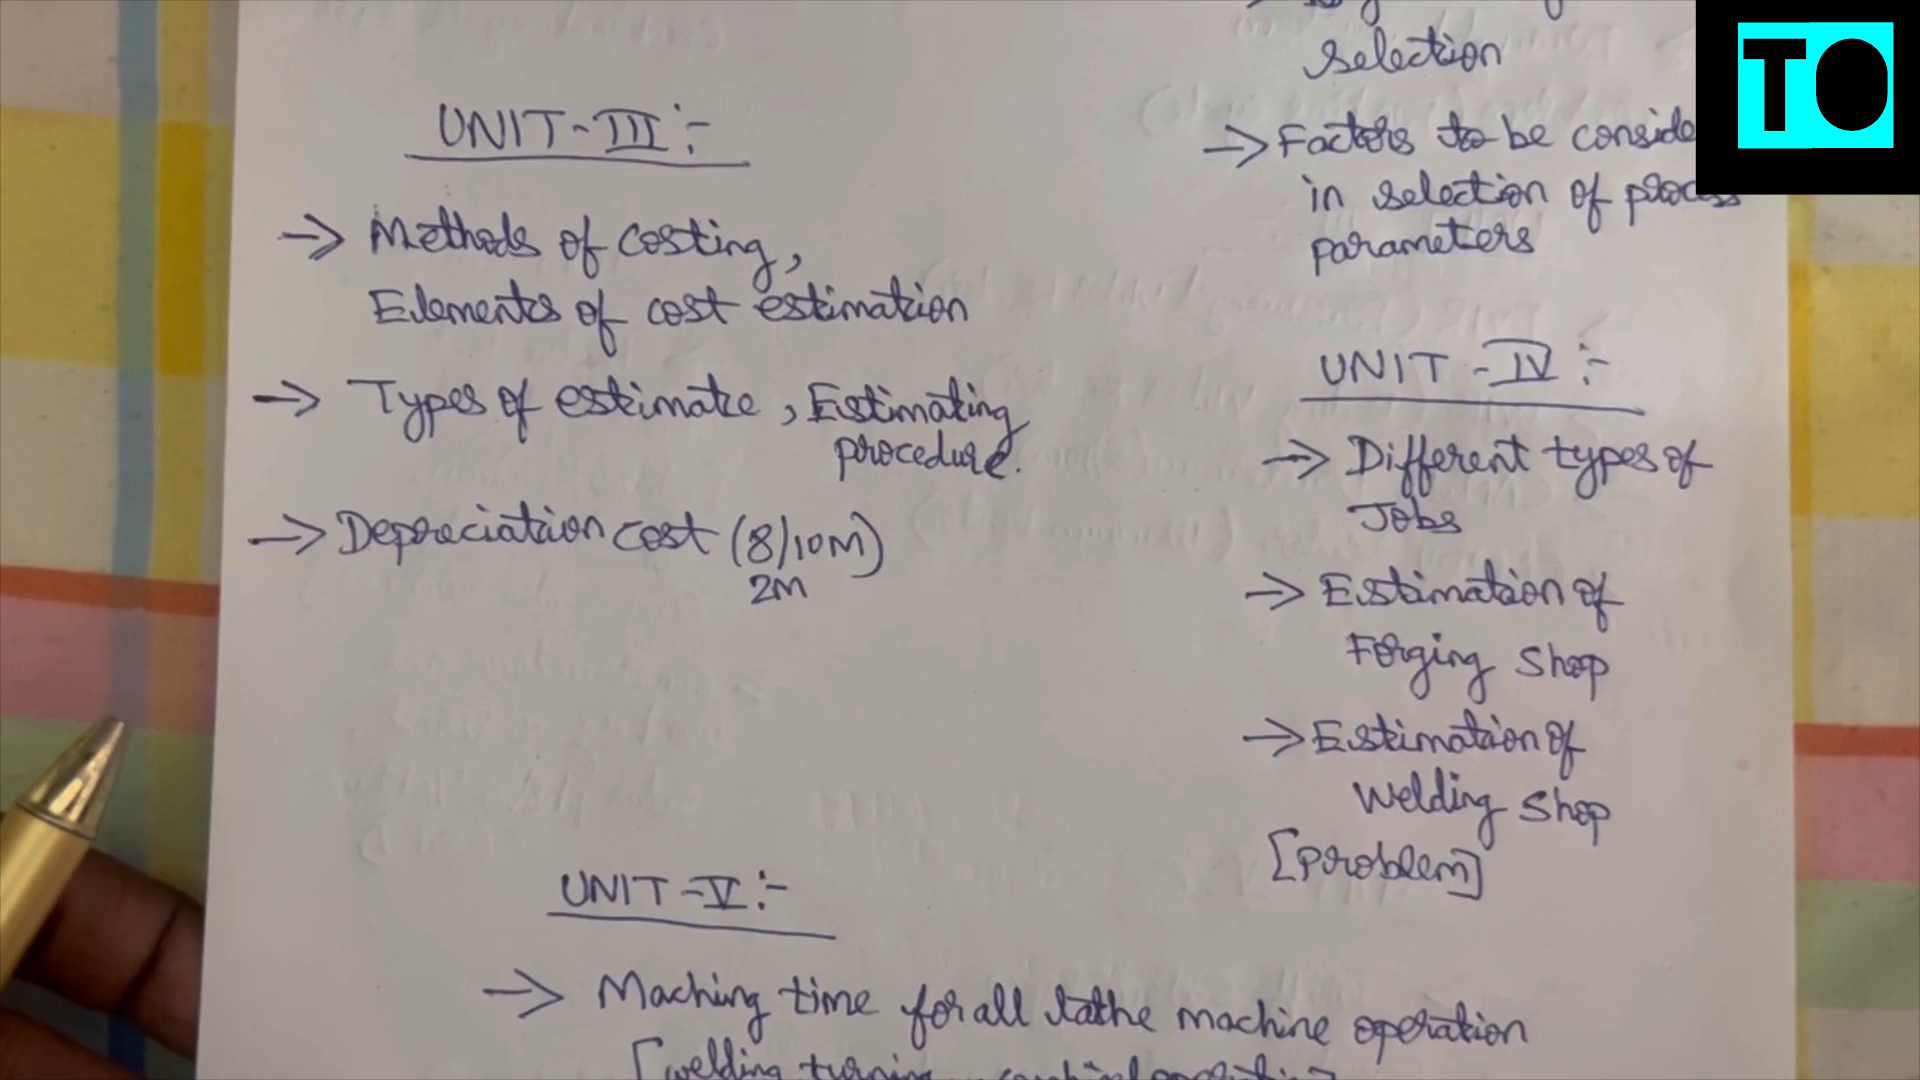 UNIT-III :-
→ Methods of costing,
Elements of cost estimation
→ Types of estimate, Estimating
procedure.
→ Depreciation cost (8/10M)
2M
selection
→ Factors to be conside
in selection of process
parameters
UNIT-IV :-
→ Different types of
Jobs
→ Estimation of
Forging Shop
→ Estimation of
Welding Shop
[Problem]
UNIT-V :-
→ Maching time for all lathe machine operation
[welding turning
TO